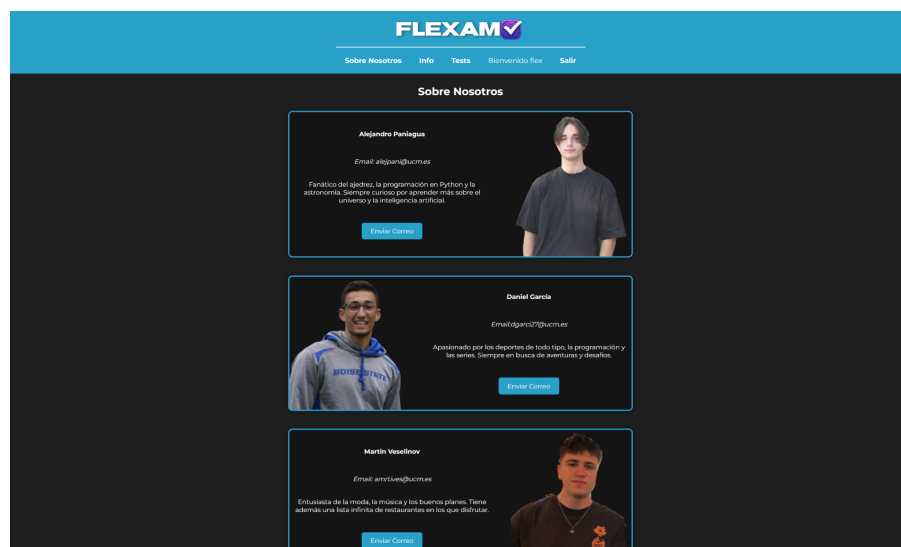 FLEXAM
Sobre Nosotros Info Tests Bienvenido flex Salir
Sobre Nosotros
Alejandro Paniagua
Email: alejpani@ucm.es
Fanático del ajedrez, la programación en Python y la
astronomía. Siempre curioso por aprender más sobre el
universo y la inteligencia artificial.
Enviar Correo
Daniel García
Email:dgarci27@ucm.es
Apasionado por los deportes de todo tipo, la programación y
las series. Siempre en busca de aventuras y desafíos.
Enviar Correo
BOISE STATE
Martin Veselinov
Email: amrtives@ucm.es
Entusiasta de la moda, la música y los buenos planes. Tiene
además una lista infinita de restaurantes en los que disfrutar.
Enviar Correo